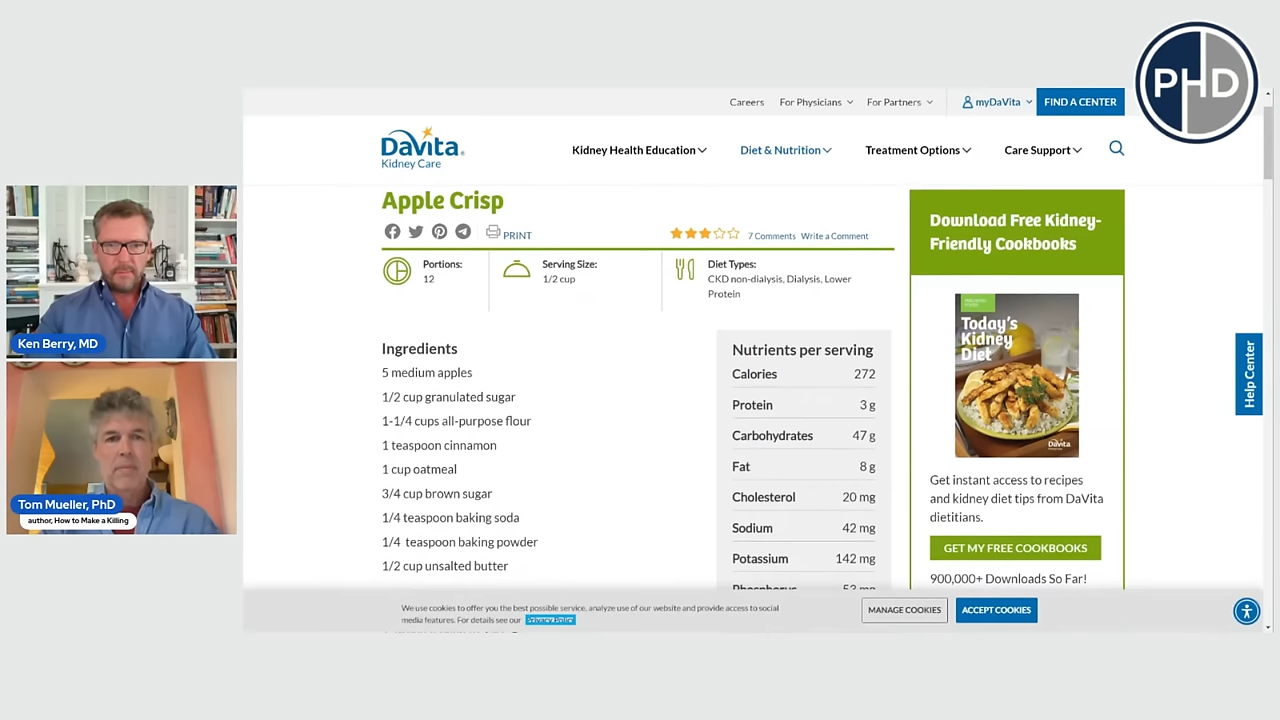 PHD
Careers
For Physicians
For Partners
myDaVita
FIND A CENTER
DaVita.
Kidney Care
Kidney Health Education
Diet & Nutrition
Treatment Options
Care Support
Apple Crisp
PRINT
7 Comments
Write a Comment
Portions:
12
Serving Size:
1/2 cup
Diet Types:
CKD non-dialysis, Dialysis, Lower
Protein
Ingredients
5 medium apples
1/2 cup granulated sugar
1-1/4 cups all-purpose flour
1 teaspoon cinnamon
1 cup oatmeal
3/4 cup brown sugar
1/4 teaspoon baking soda
1/4 teaspoon baking powder
1/2 cup unsalted butter
Nutrients per serving
Calories 272
Protein 3 g
Carbohydrates 47 g
Fat 8 g
Cholesterol 20 mg
Sodium 42 mg
Potassium 142 mg
Phosphorus 53 mg
Download Free Kidney-
Friendly Cookbooks
Today's
Kidney
Diet
DaVita
Get instant access to recipes
and kidney diet tips from DaVita
dietitians.
GET MY FREE COOKBOOKS
900,000+ Downloads So Far!
Help Center
We use cookies to offer you the best possible service, analyze use of our website and provide access to social
media features. For details see our Privacy Policy
MANAGE COOKIES
ACCEPT COOKIES
Ken Berry, MD
Tom Mueller, PhD
author, How to Make a Killing